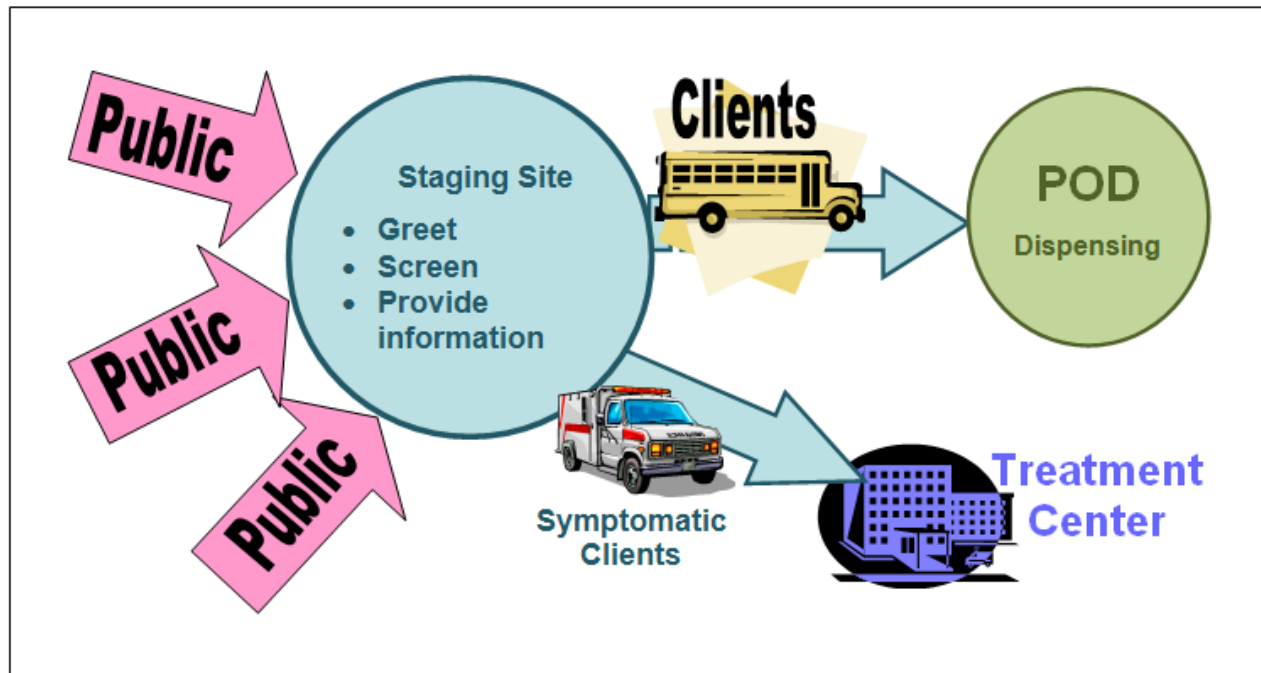 Public
Public
Public
Staging Site
• Greet
• Screen
• Provide
information
Clients
POD
Dispensing
Symptomatic
Clients
Treatment
Center